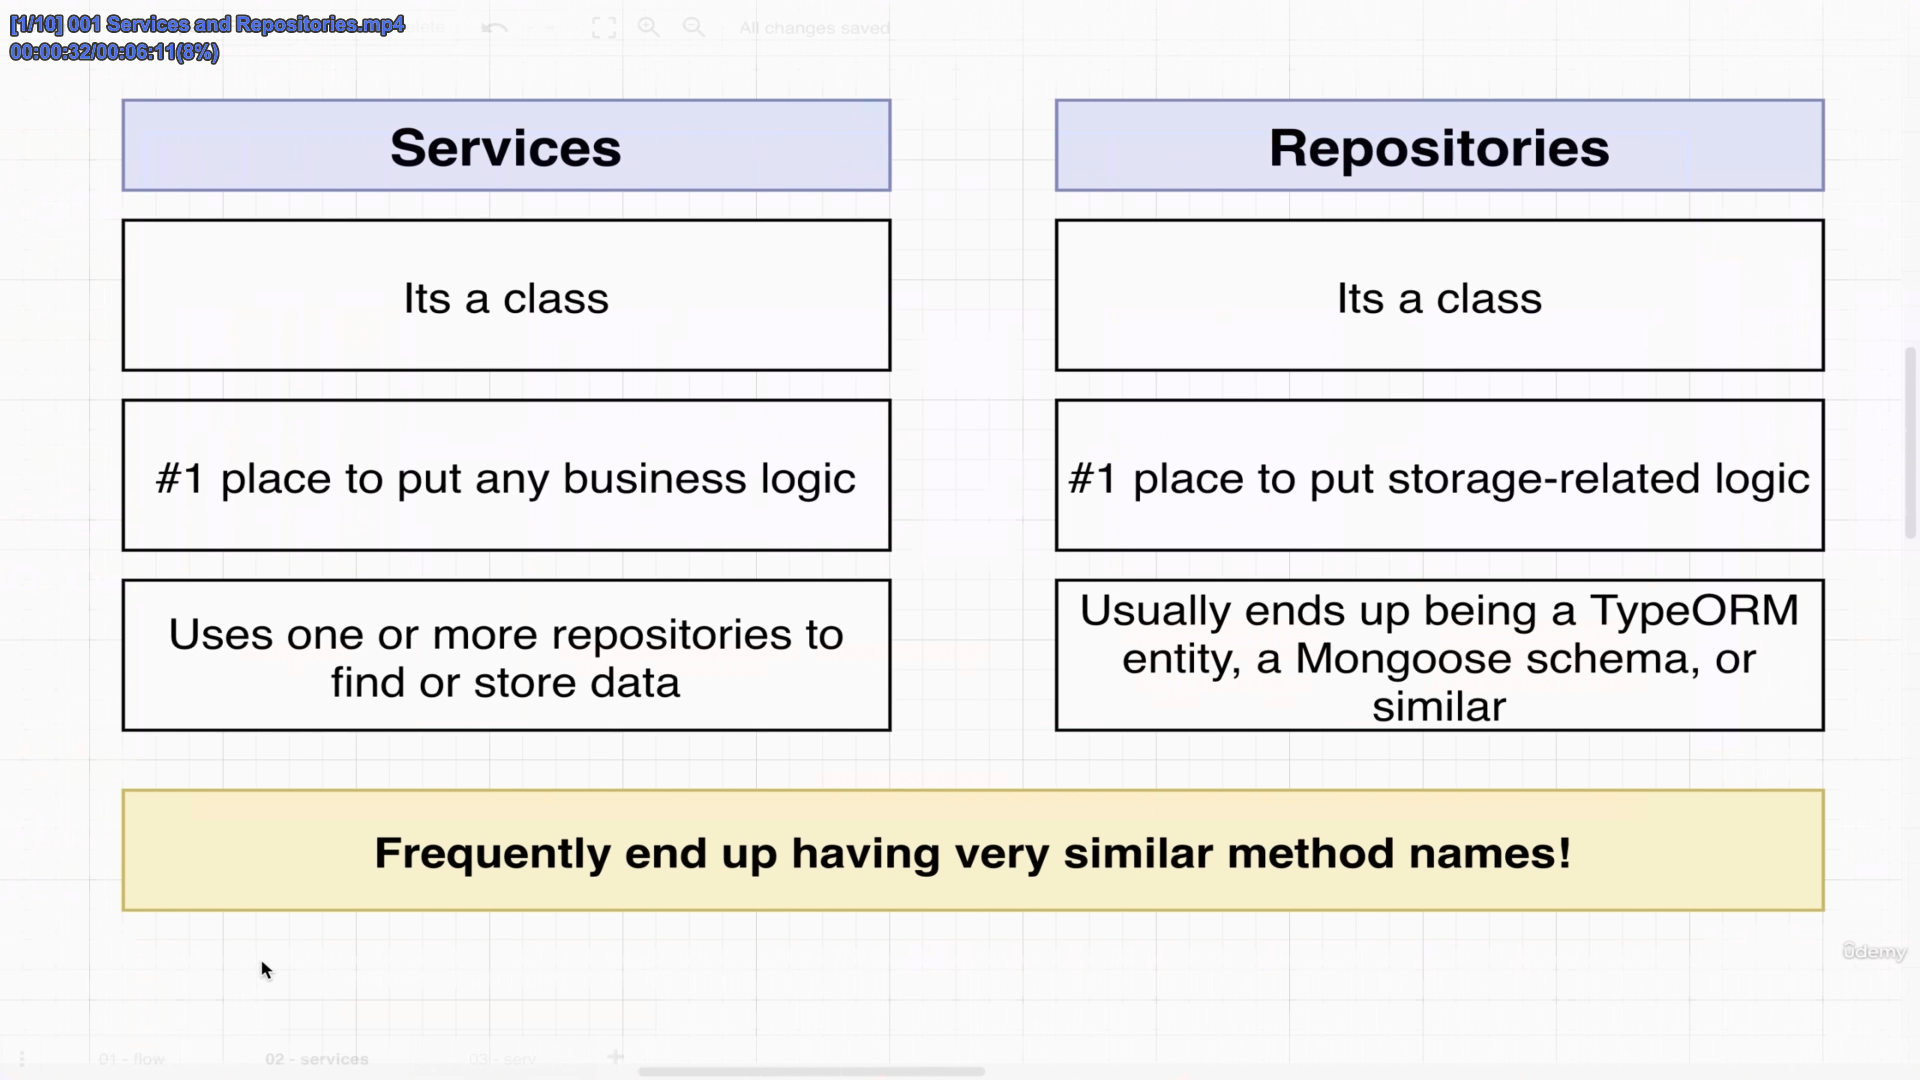 [1/10] 001 Services and Repositories.mp4
00:00:32/00:06:11(8%)
All changes saved
Services
Repositories
Its a class
Its a class
#1 place to put any business logic
#1 place to put storage-related logic
Uses one or more repositories to
find or store data
Usually ends up being a TypeORM
entity, a Mongoose schema, or
similar
Frequently end up having very similar method names!
ûdemy
01 - flow
02 - services
03 - serv